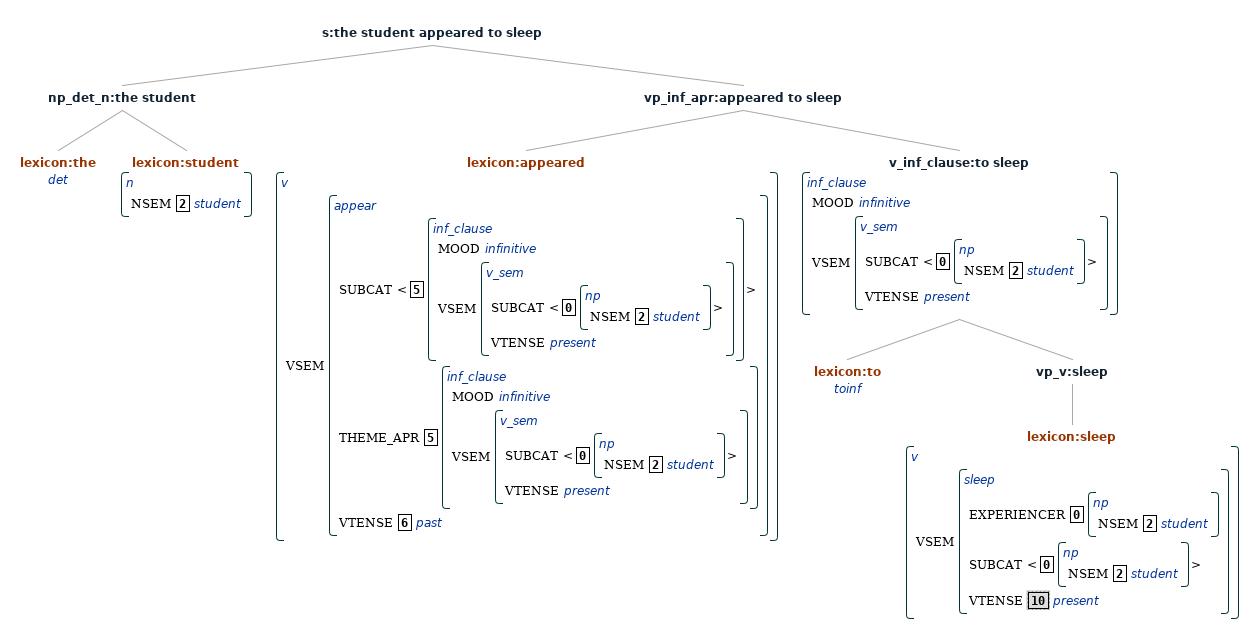 s:the student appeared to sleep
np_det_n:the student
vp_inf_apr:appeared to sleep
lexicon:the
det
lexicon:student
n
NSEM 2 student
lexicon:appeared
v
VSEM
appear
SUBCAT < 5
inf_clause
MOOD infinitive
VSEM
v_sem
SUBCAT < 0
np
NSEM 2 student
>
VTENSE present
>
THEME_APR 5
inf_clause
MOOD infinitive
VSEM
v_sem
SUBCAT < 0
np
NSEM 2 student
>
VTENSE present
VTENSE 6 past
v_inf_clause:to sleep
inf_clause
MOOD infinitive
VSEM
v_sem
SUBCAT < 0
np
NSEM 2 student
>
VTENSE present
lexicon:to
toinf
vp_v:sleep
lexicon:sleep
v
VSEM
sleep
EXPERIENCER 0
np
NSEM 2 student
SUBCAT < 0
np
NSEM 2 student
>
VTENSE 10 present